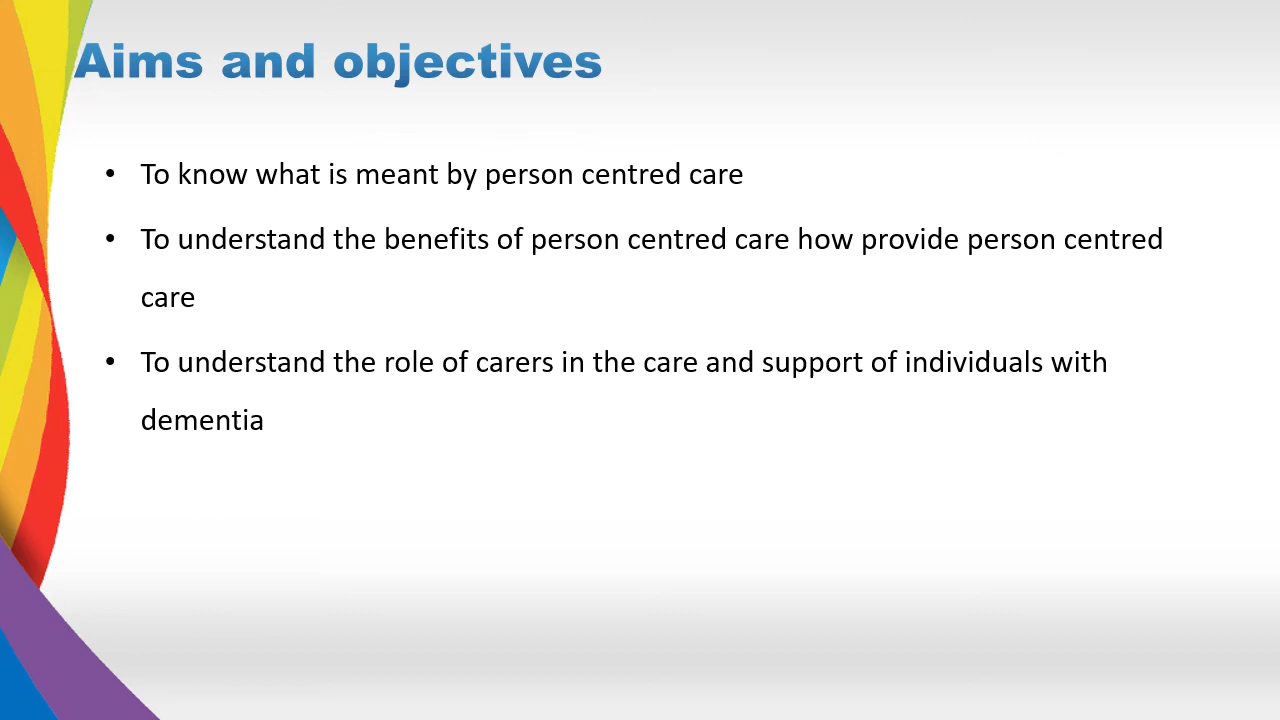 Aims and objectives
• To know what is meant by person centred care
• To understand the benefits of person centred care how provide person centred
care
• To understand the role of carers in the care and support of individuals with
dementia